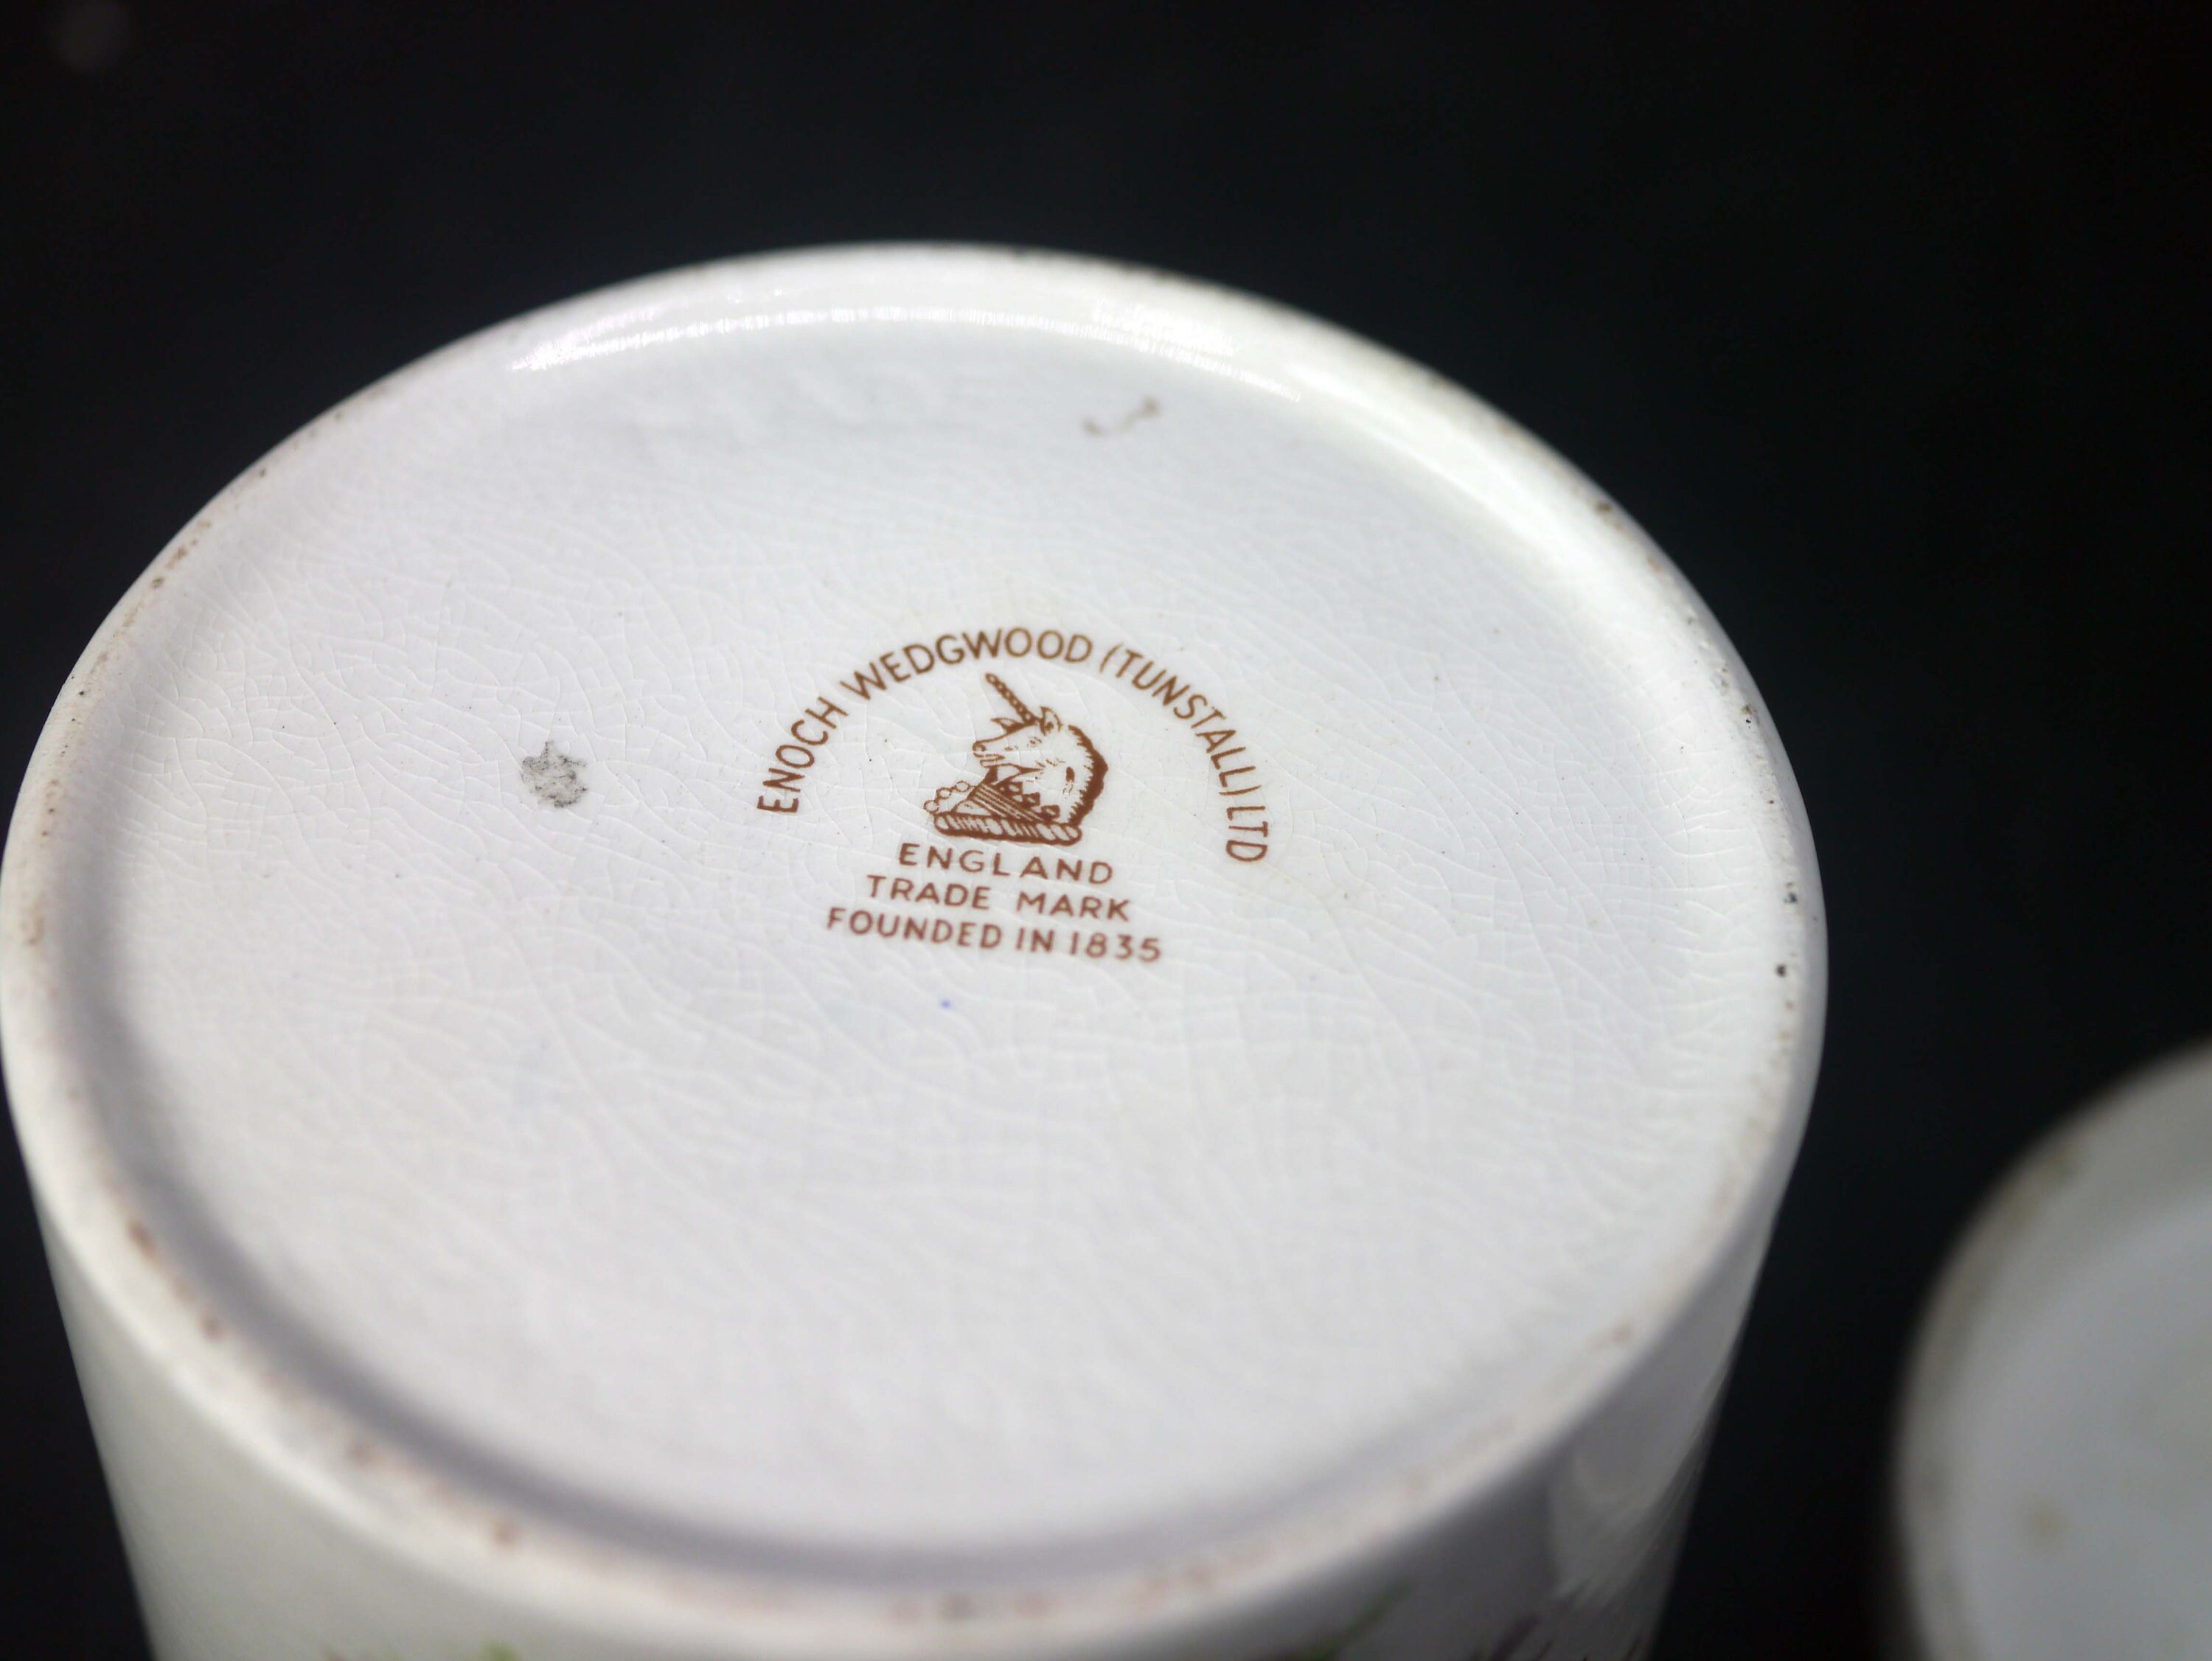 ENOCH WEDGWOOD (TUNSTALL) LTD
ENGLAND
TRADE MARK
FOUNDED IN 1835